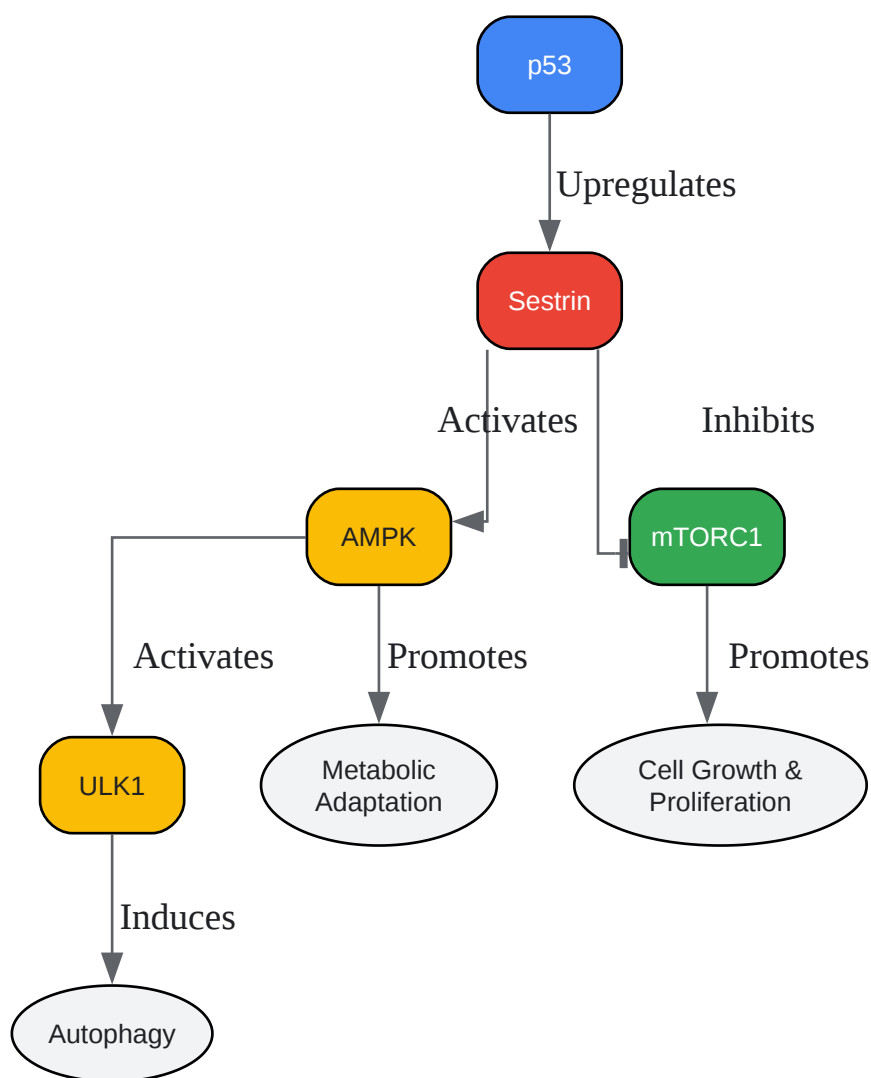 p53
Upregulates
Sestrin
Activates
Inhibits
AMPK
mTORC1
Activates
Promotes
Promotes
ULK1
Metabolic
Adaptation
Cell Growth &
Proliferation
Induces
Autophagy